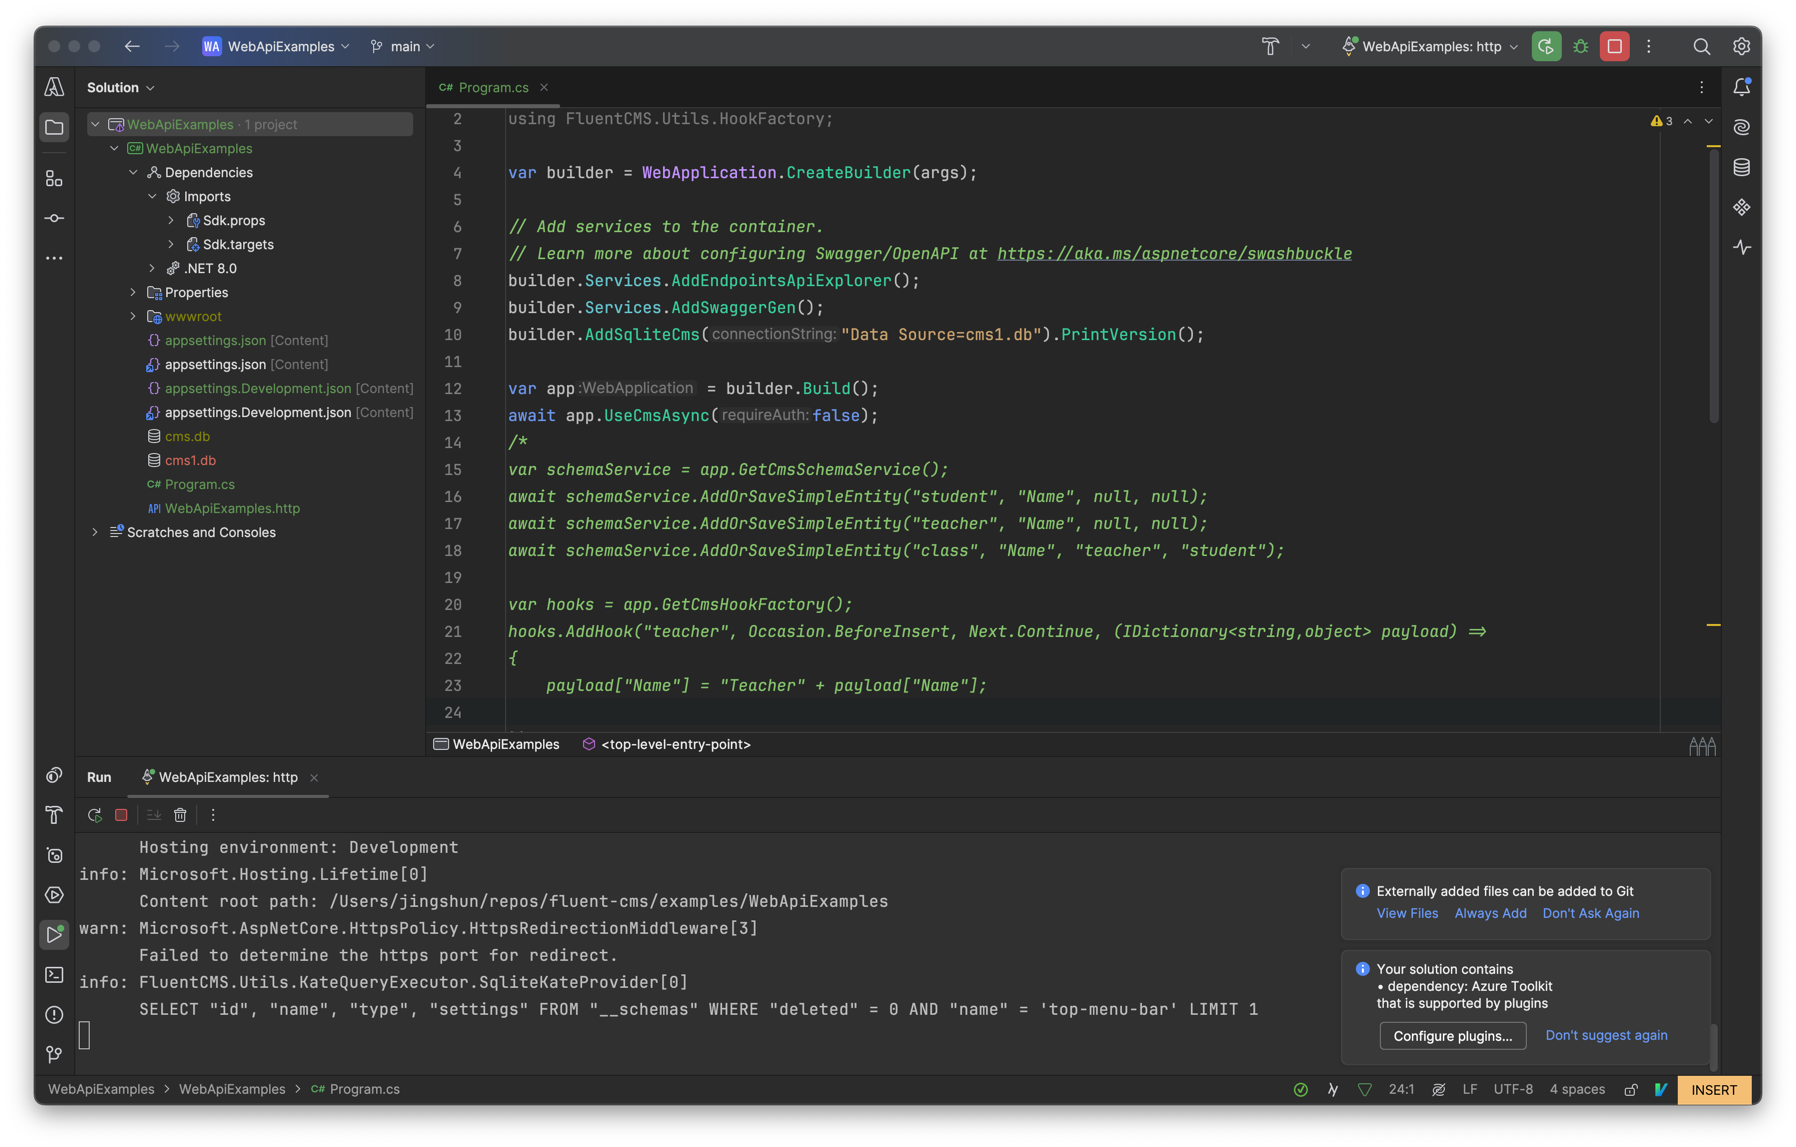 WA WebApiExamples main WebApiExamples: http
Solution
WebApiExamples · 1 project
WebApiExamples
Dependencies
Imports
Sdk.props
Sdk.targets
.NET 8.0
Properties
wwwroot
appsettings.json [Content]
appsettings.json [Content]
appsettings.Development.json [Content]
appsettings.Development.json [Content]
cms.db
cms1.db
C# Program.cs
API WebApiExamples.http
Scratches and Consoles
C# Program.cs
3
2 using FluentCMS.Utils.HookFactory;
3
4 var builder = WebApplication.CreateBuilder(args);
5
6 // Add services to the container.
7 // Learn more about configuring Swagger/OpenAPI at https://aka.ms/aspnetcore/swashbuckle
8 builder.Services.AddEndpointsApiExplorer();
9 builder.Services.AddSwaggerGen();
10 builder.AddSqliteCms(connectionString:"Data Source=cms1.db").PrintVersion();
11
12 var app:WebApplication = builder.Build();
13 await app.UseCmsAsync(requireAuth:false);
14 /*
15 var schemaService = app.GetCmsSchemaService();
16 await schemaService.AddOrSaveSimpleEntity("student", "Name", null, null);
17 await schemaService.AddOrSaveSimpleEntity("teacher", "Name", null, null);
18 await schemaService.AddOrSaveSimpleEntity("class", "Name", "teacher", "student");
19
20 var hooks = app.GetCmsHookFactory();
21 hooks.AddHook("teacher", Occasion.BeforeInsert, Next.Continue, (IDictionary<string,object> payload) =>
22 {
23 payload["Name"] = "Teacher" + payload["Name"];
24
WebApiExamples <top-level-entry-point>
Run WebApiExamples: http
Hosting environment: Development
info: Microsoft.Hosting.Lifetime[0]
Content root path: /Users/jingshun/repos/fluent-cms/examples/WebApiExamples
warn: Microsoft.AspNetCore.HttpsPolicy.HttpsRedirectionMiddleware[3]
Failed to determine the https port for redirect.
info: FluentCMS.Utils.KateQueryExecutor.SqliteKateProvider[0]
SELECT "id", "name", "type", "settings" FROM "__schemas" WHERE "deleted" = 0 AND "name" = 'top-menu-bar' LIMIT 1
Externally added files can be added to Git
View Files Always Add Don't Ask Again
Your solution contains
• dependency: Azure Toolkit
that is supported by plugins
Configure plugins... Don't suggest again
WebApiExamples > WebApiExamples > C# Program.cs
24:1 LF UTF-8 4 spaces INSERT